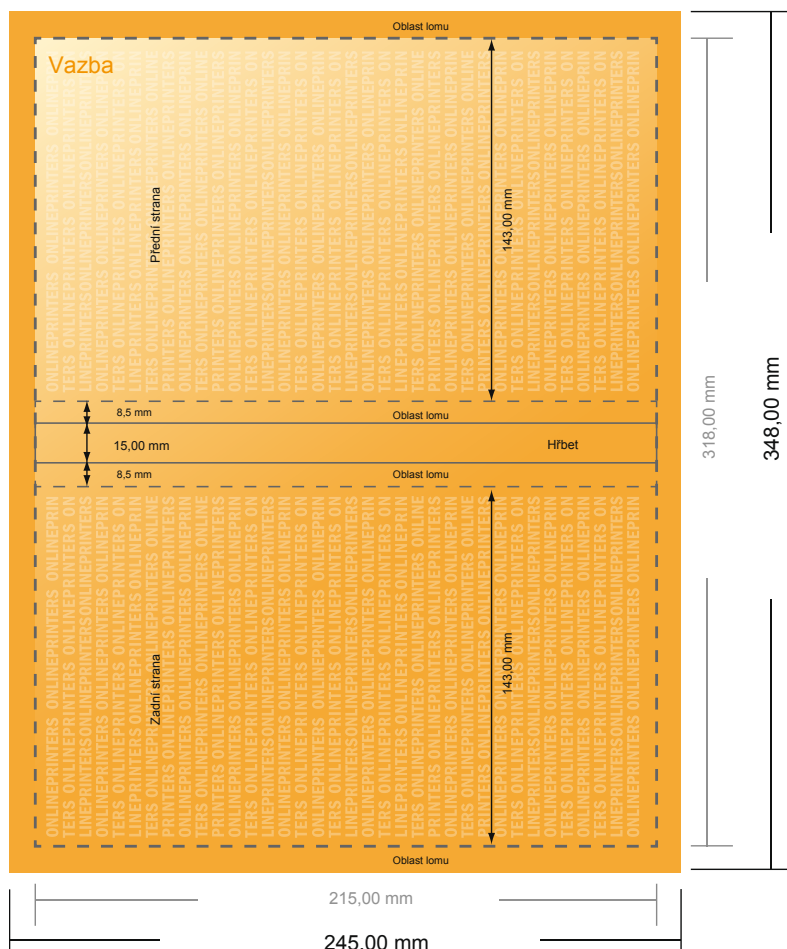 Oblast lomu
Vazba
Přední strana
143,00 mm
8,5 mm
Oblast lomu
15,00 mm
Hřbet
8,5 mm
Oblast lomu
Zadní strana
143,00 mm
Oblast lomu
318,00 mm
348,00 mm
215,00 mm
245,00 mm